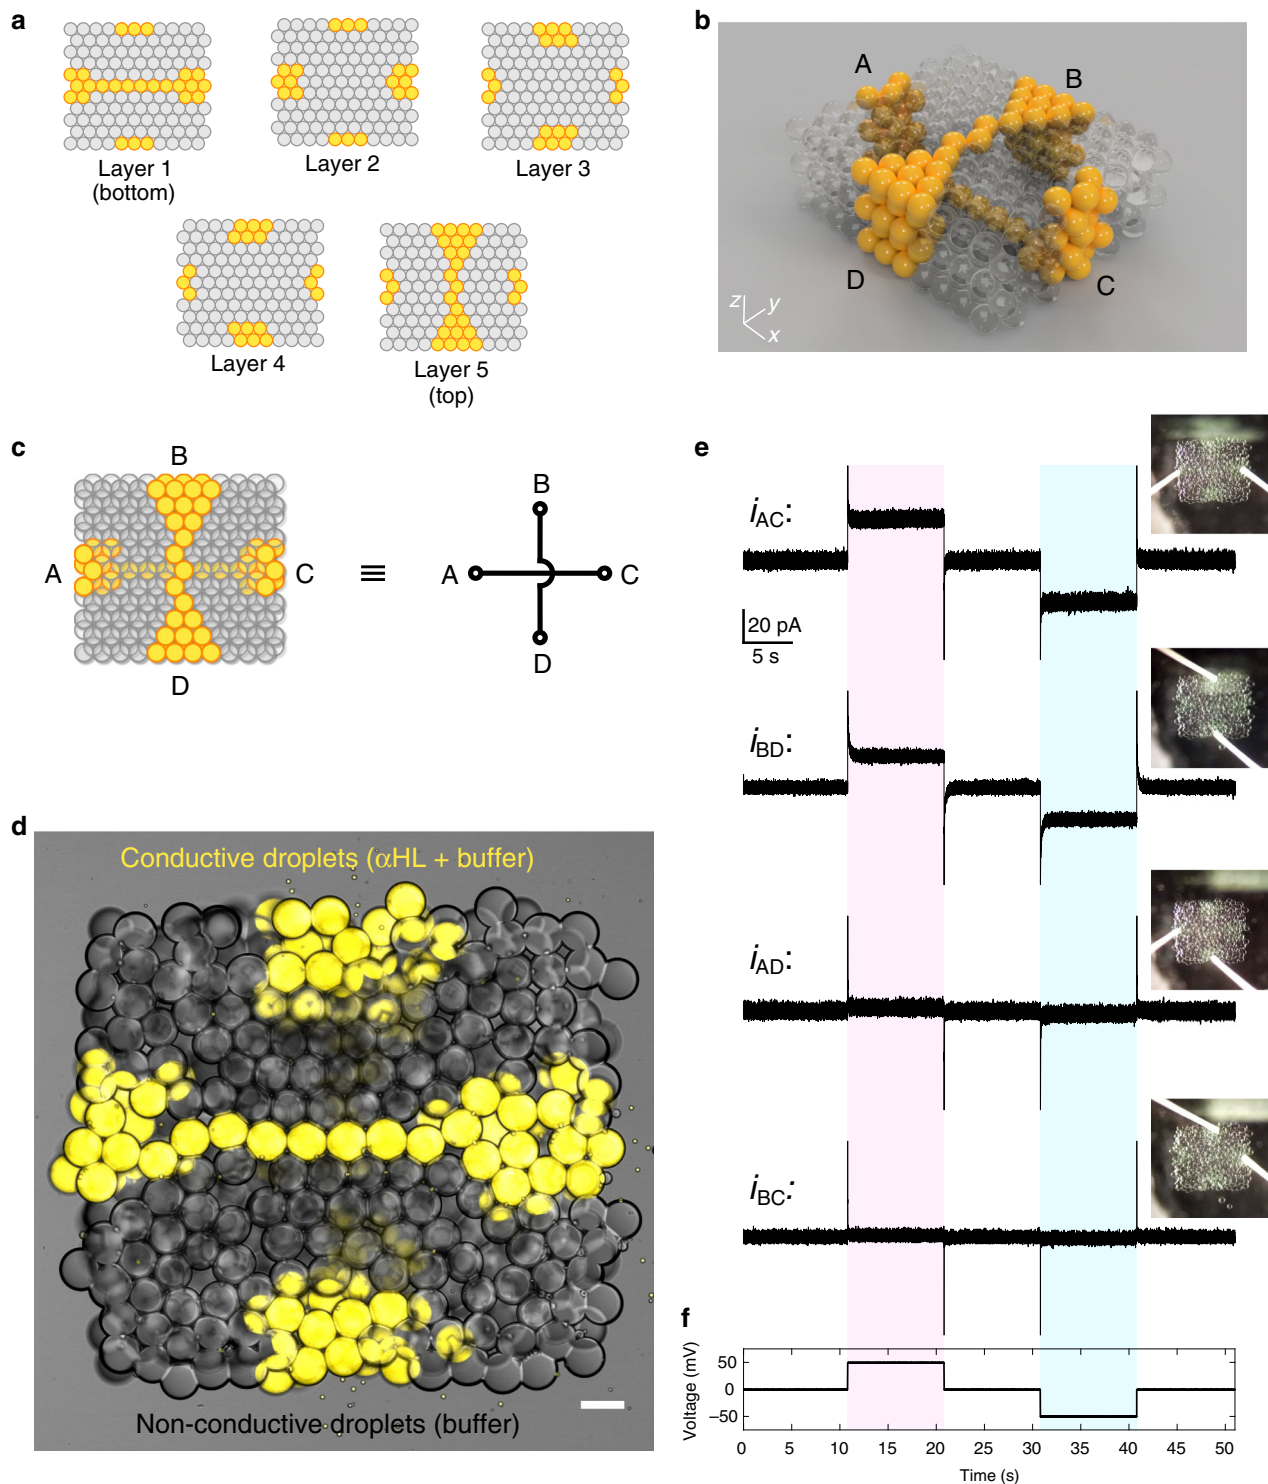 a
Layer 1
(bottom)
Layer 2
Layer 3
Layer 4
Layer 5
(top)
b
A
B
D
C
z
y
x
c
B
A
C
D
≡
B
A
C
D
d
Conductive droplets (αHL + buffer)
Non-conductive droplets (buffer)
e
iAC:
20 pA
5 s
iBD:
iAD:
iBC:
f
Voltage (mV)
50
0
−50
0 5 10 15 20 25 30 35 40 45 50
Time (s)